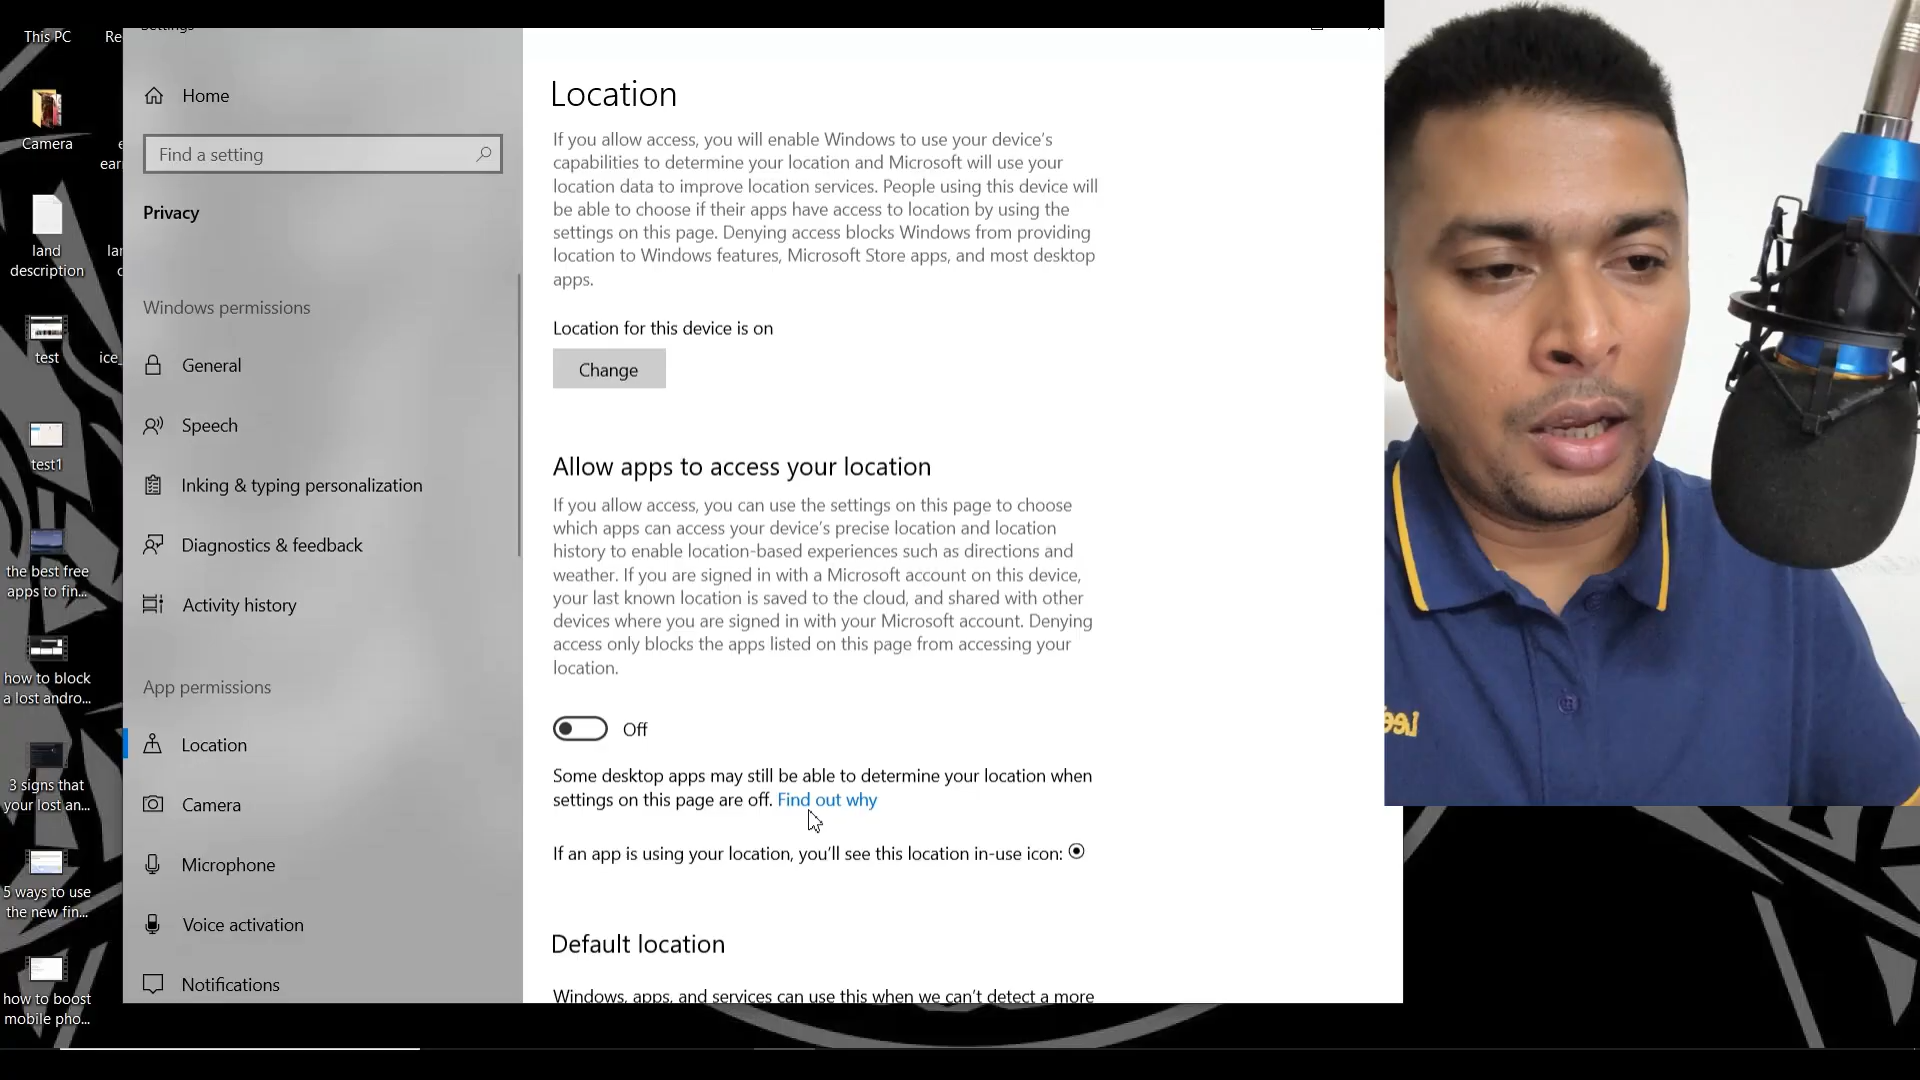 This PC
Re
Camera
e
earn
land
description
lar
c
test
ice_
test1
the best free
apps to fin...
how to block
a lost andro...
3 signs that
your lost an...
5 ways to use
the new fin...
how to boost
mobile pho...
Settings
Home
Find a setting
Privacy
Windows permissions
General
Speech
Inking & typing personalization
Diagnostics & feedback
Activity history
App permissions
Location
Camera
Microphone
Voice activation
Notifications
Location
If you allow access, you will enable Windows to use your device's
capabilities to determine your location and Microsoft will use your
location data to improve location services. People using this device will
be able to choose if their apps have access to location by using the
settings on this page. Denying access blocks Windows from providing
location to Windows features, Microsoft Store apps, and most desktop
apps.
Location for this device is on
Change
Allow apps to access your location
If you allow access, you can use the settings on this page to choose
which apps can access your device's precise location and location
history to enable location-based experiences such as directions and
weather. If you are signed in with a Microsoft account on this device,
your last known location is saved to the cloud, and shared with other
devices where you are signed in with your Microsoft account. Denying
access only blocks the apps listed on this page from accessing your
location.
Off
Some desktop apps may still be able to determine your location when
settings on this page are off. Find out why
If an app is using your location, you'll see this location in-use icon:
Default location
Windows, apps, and services can use this when we can't detect a more